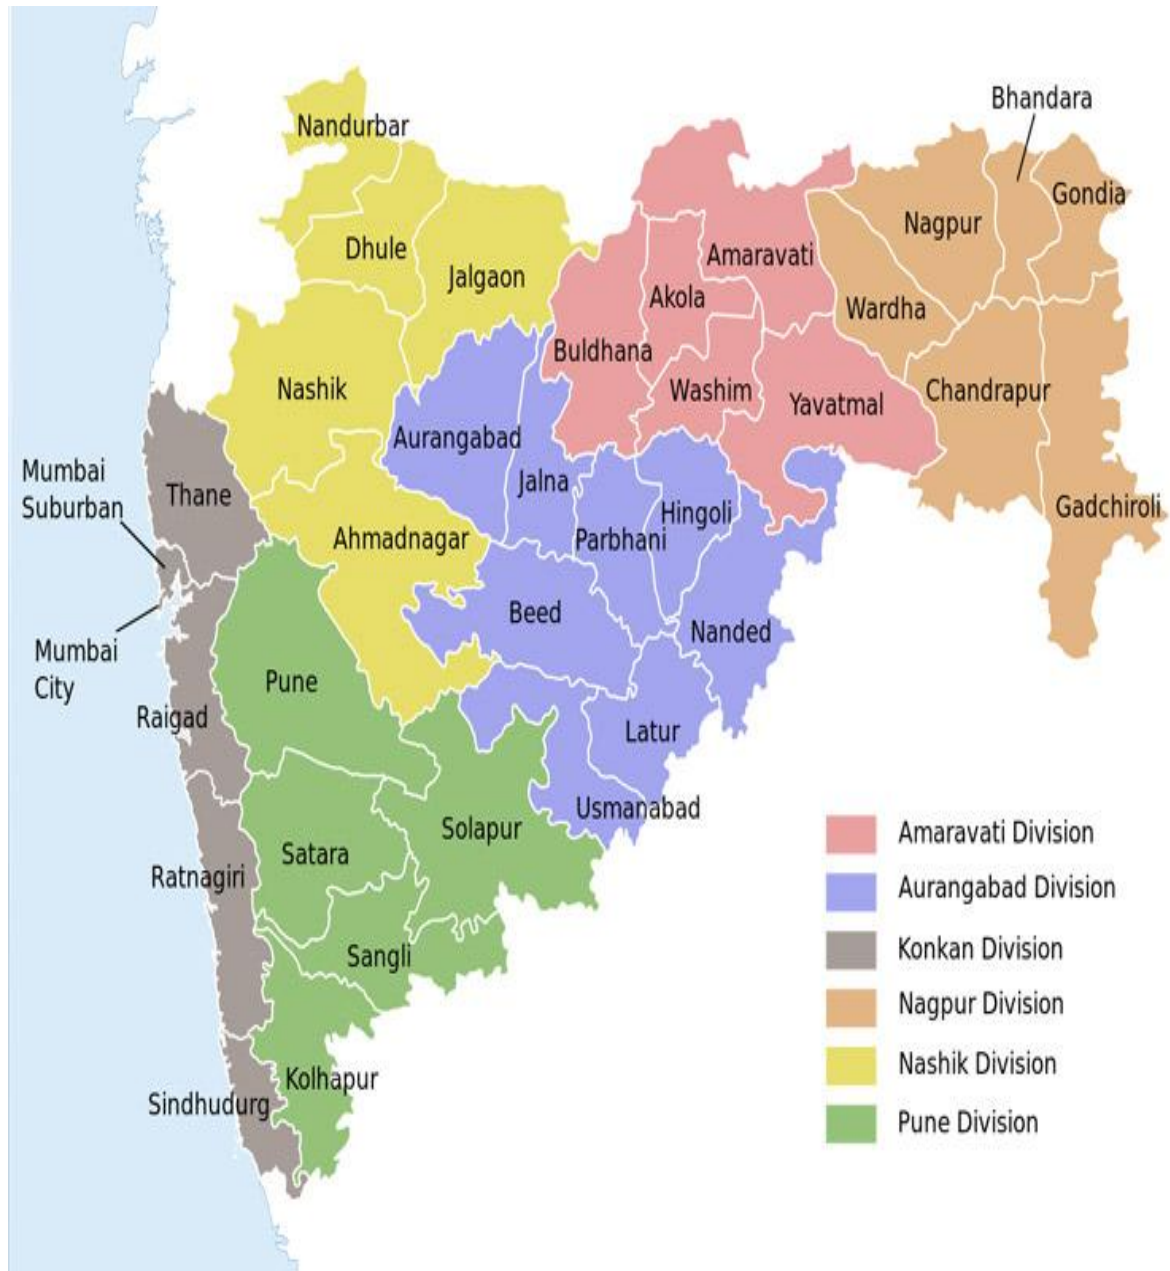 Bhandara
Nandurbar
Gondia
Nagpur
Dhule
Amaravati
Jalgaon
Akola
Wardha
Buldhana
Nashik
Washim
Yavatmal
Chandrapur
Aurangabad
Mumbai
Suburban
Thane
Jalna
Hingoli
Gadchiroli
Ahmadnagar
Parbhani
Beed
Nanded
Mumbai
City
Pune
Raigad
Latur
Usmanabad
Solapur
Satara
Ratnagiri
Sangli
Kolhapur
Sindhudurg
Amaravati Division
Aurangabad Division
Konkan Division
Nagpur Division
Nashik Division
Pune Division